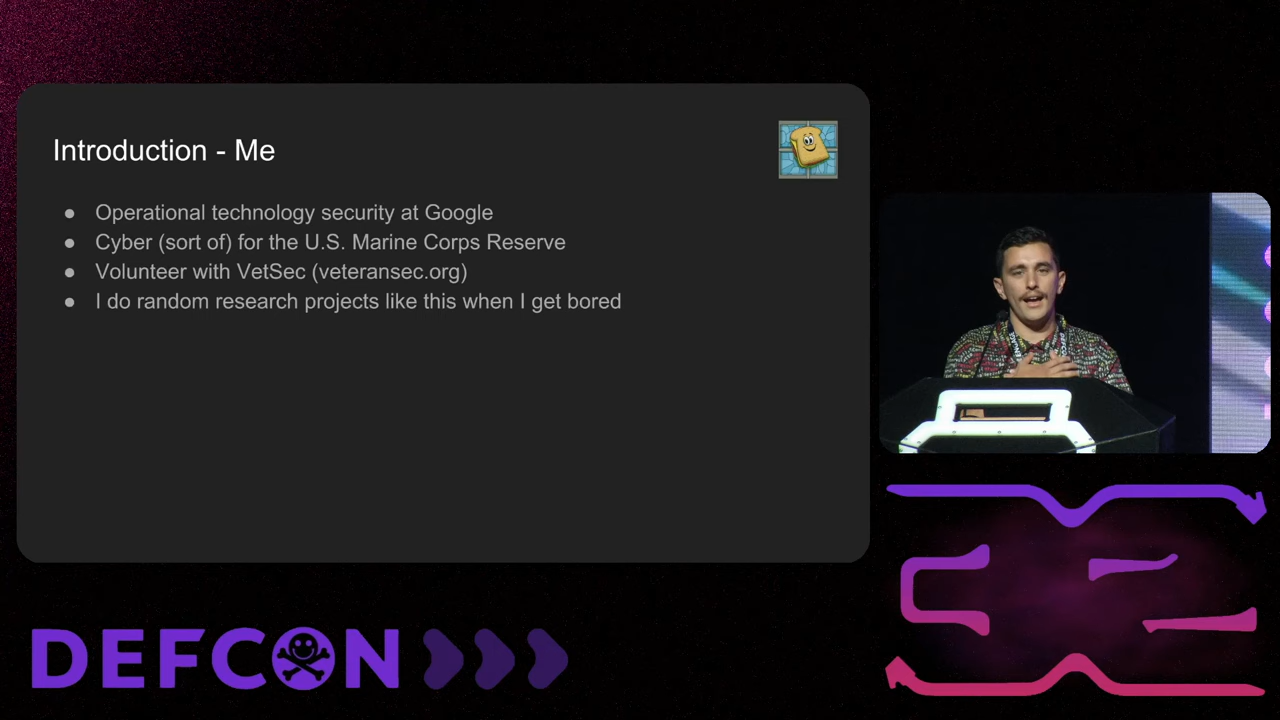 Introduction - Me
Operational technology security at Google
Cyber (sort of) for the U.S. Marine Corps Reserve
Volunteer with VetSec (veteransec.org)
I do random research projects like this when I get bored
DEFCON